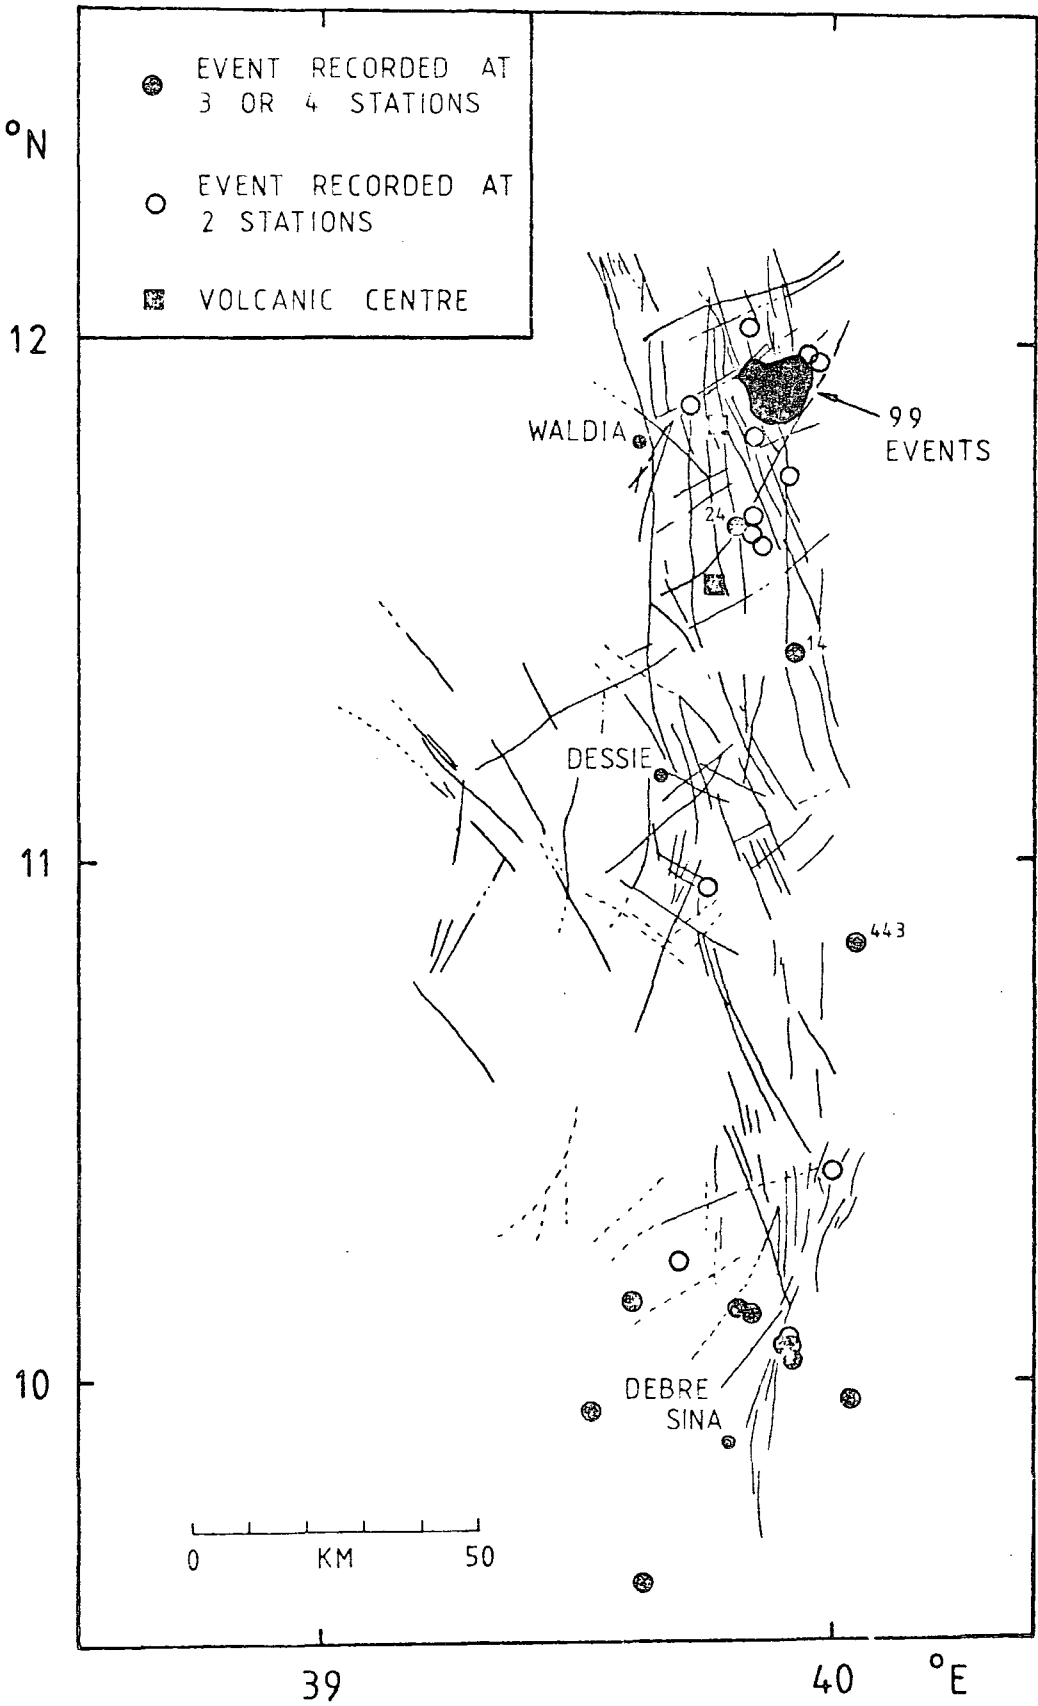 EVENT RECORDED AT
3 OR 4 STATIONS
°N
EVENT RECORDED AT
2 STATIONS
VOLCANIC CENTRE
12
99
EVENTS
WALDIA
24
14
DESSIE
11
443
10
DEBRE
SINA
0 KM 50
39 40 °E